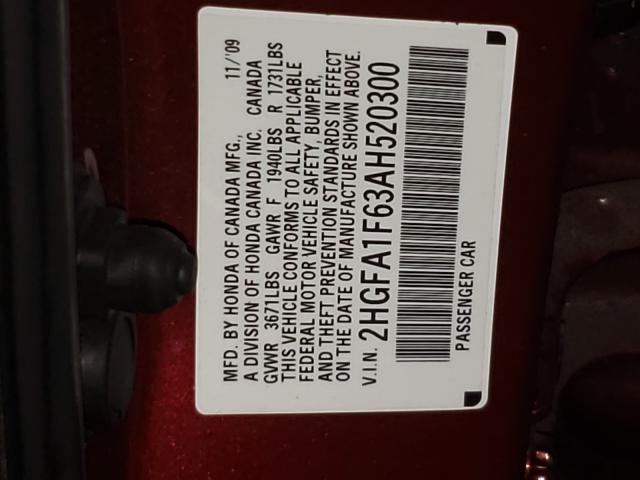 MFD. BY HONDA OF CANADA MFG., 11/'09
A DIVISION OF HONDA CANADA INC. CANADA
GVWR 3671LBS GAWR F 1940LBS R 1731LBS
THIS VEHICLE CONFORMS TO ALL APPLICABLE
FEDERAL MOTOR VEHICLE SAFETY, BUMPER,
AND THEFT PREVENTION STANDARDS IN EFFECT
ON THE DATE OF MANUFACTURE SHOWN ABOVE.
V.I.N. 2HGFA1F63AH520300
PASSENGER CAR